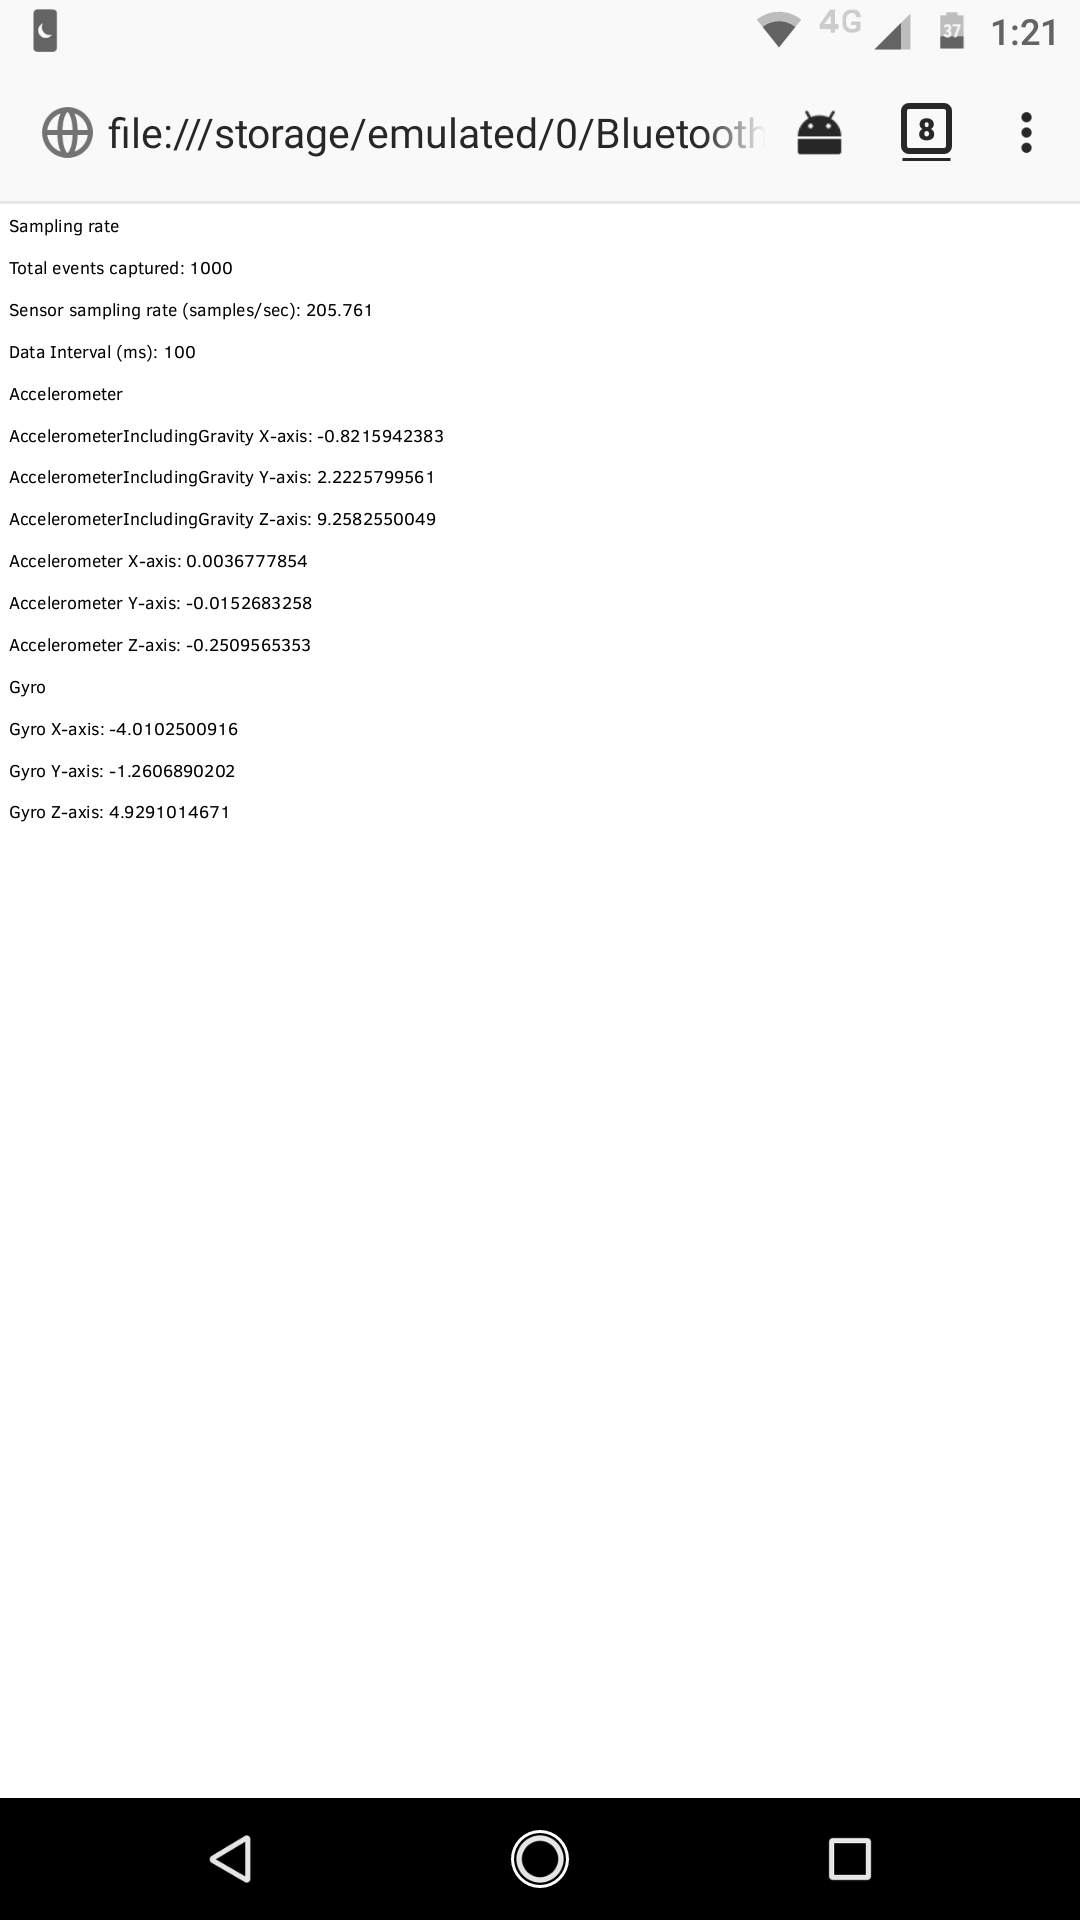 4G 37 1:21
file:///storage/emulated/0/Bluetooth 8
Sampling rate
Total events captured: 1000
Sensor sampling rate (samples/sec): 205.761
Data Interval (ms): 100
Accelerometer
AccelerometerIncludingGravity X-axis: -0.8215942383
AccelerometerIncludingGravity Y-axis: 2.2225799561
AccelerometerIncludingGravity Z-axis: 9.2582550049
Accelerometer X-axis: 0.0036777854
Accelerometer Y-axis: -0.0152683258
Accelerometer Z-axis: -0.2509565353
Gyro
Gyro X-axis: -4.0102500916
Gyro Y-axis: -1.2606890202
Gyro Z-axis: 4.9291014671